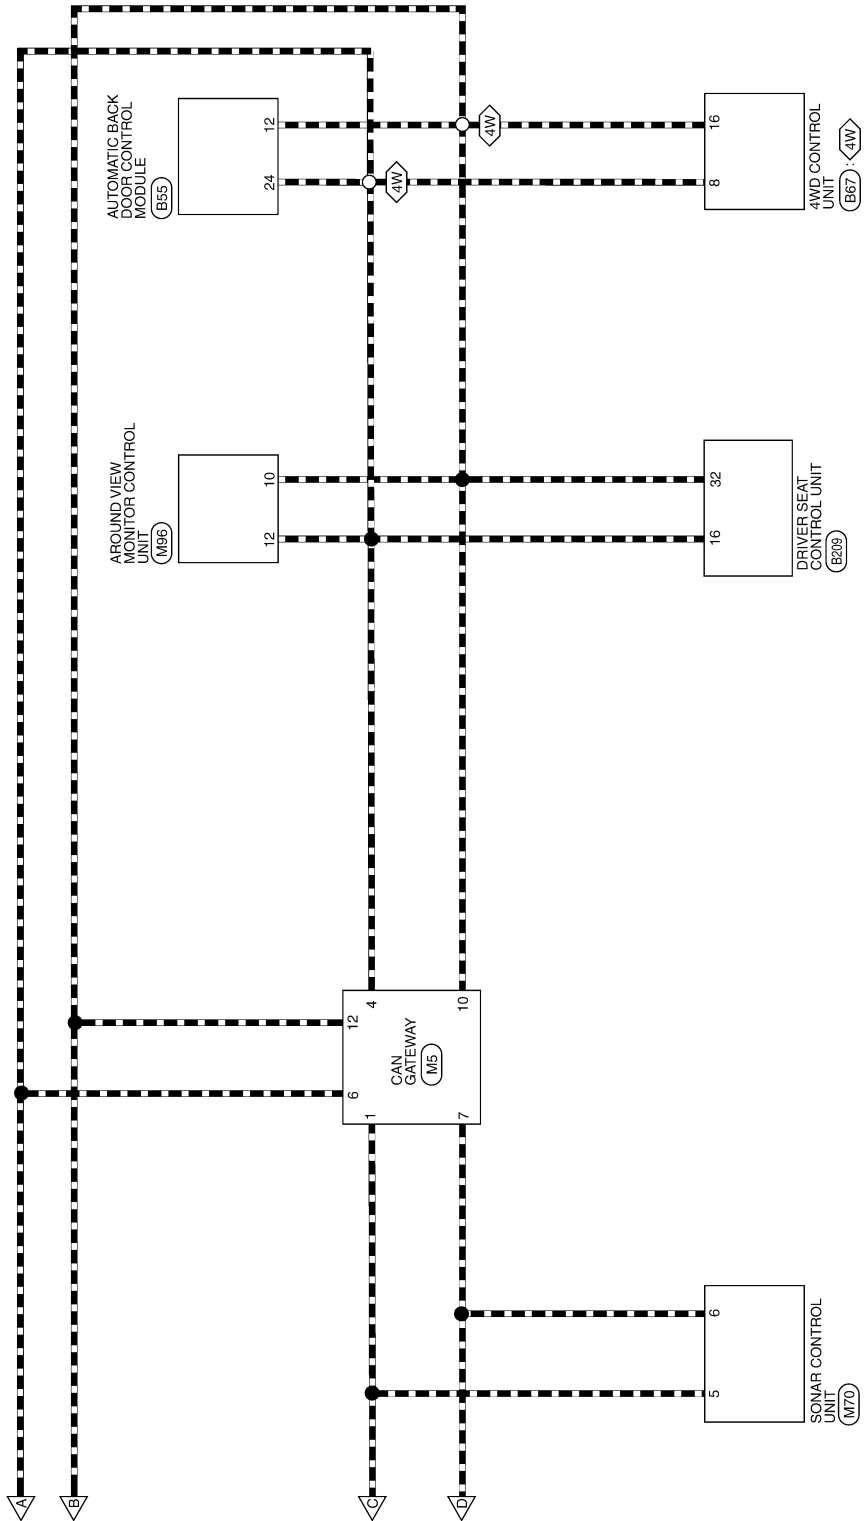 A
B
C
D
AUTOMATIC BACK
DOOR CONTROL
MODULE
B55
24
12
4W
4W
8
16
4WD CONTROL
UNIT
B67 : 4W
AROUND VIEW
MONITOR CONTROL
UNIT
M96
12
10
16
32
DRIVER SEAT
CONTROL UNIT
B209
6
12
1
4
CAN
GATEWAY
M5
7
10
5
6
SONAR CONTROL
UNIT
M70